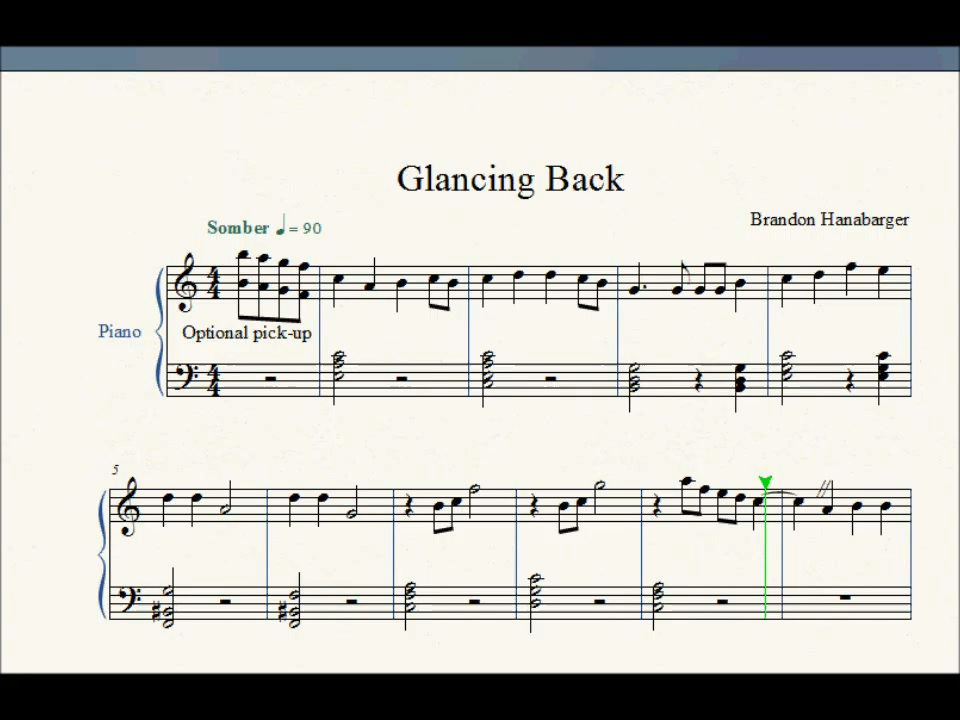 Glancing Back
Brandon Hanabarger
Somber ♩ = 90
Piano
Optional pick-up
5